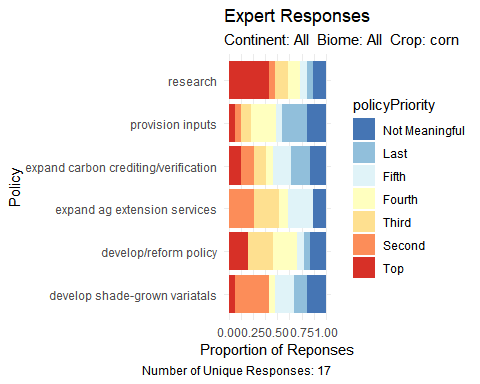 Expert Responses
Continent: All  Biome: All  Crop: corn
Policy
research
provision inputs
expand carbon crediting/verification
expand ag extension services
develop/reform policy
develop shade-grown variatals
0.000.250.500.751.00
Proportion of Reponses
Number of Unique Responses: 17
policyPriority
Not Meaningful
Last
Fifth
Fourth
Third
Second
Top